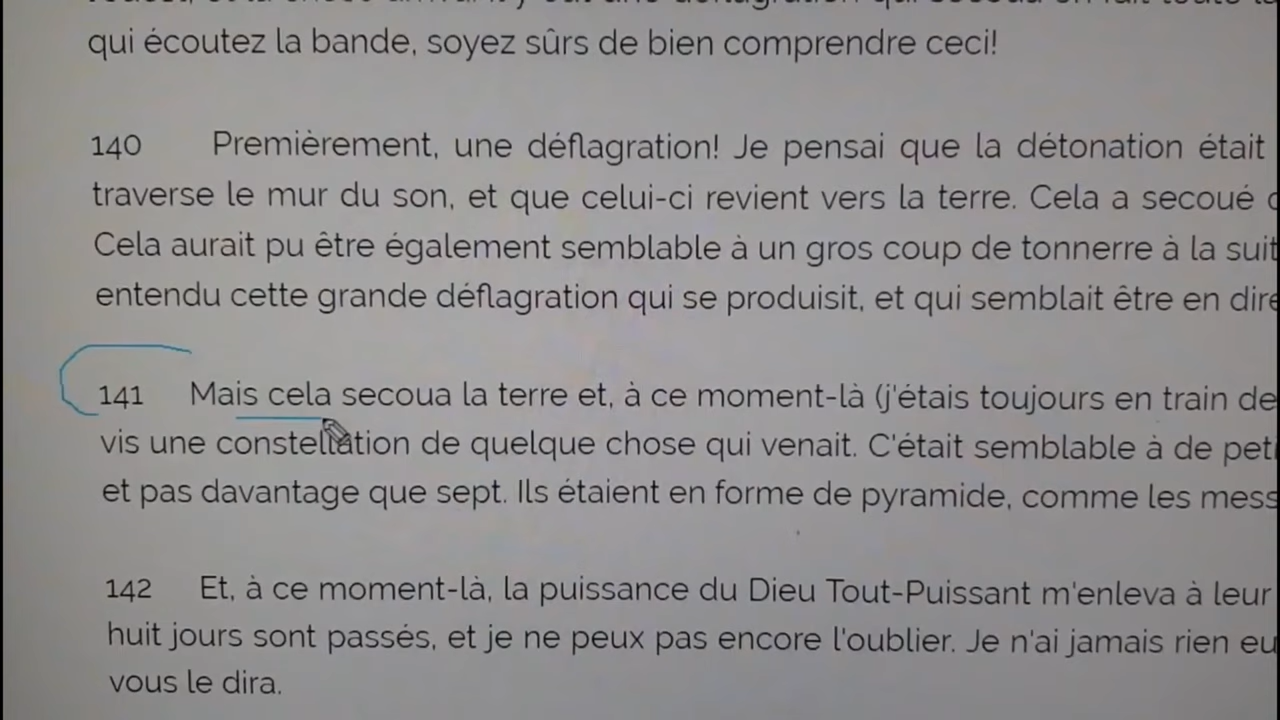 qui écoutez la bande, soyez sûrs de bien comprendre ceci!
140 Premièrement, une déflagration! Je pensai que la détonation était
traverse le mur du son, et que celui-ci revient vers la terre. Cela a secoué
Cela aurait pu être également semblable à un gros coup de tonnerre à la suit
entendu cette grande déflagration qui se produisit, et qui semblait être en dire
141 Mais cela secoua la terre et, à ce moment-là (j'étais toujours en train de
vis une constellation de quelque chose qui venait. C'était semblable à de peti
et pas davantage que sept. Ils étaient en forme de pyramide, comme les mess
142 Et, à ce moment-là, la puissance du Dieu Tout-Puissant m'enleva à leur
huit jours sont passés, et je ne peux pas encore l'oublier. Je n'ai jamais rien eu
vous le dira.